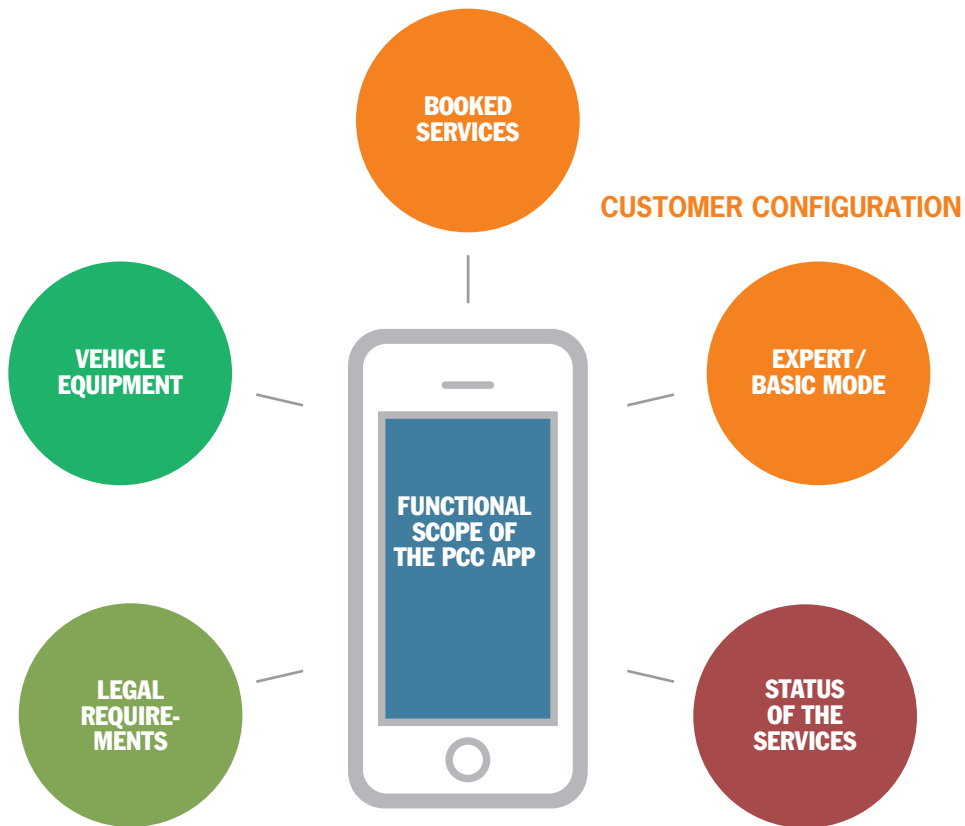 BOOKED
SERVICES
CUSTOMER CONFIGURATION
VEHICLE
EQUIPMENT
EXPERT/
BASIC MODE
FUNCTIONAL
SCOPE OF
THE PCC APP
LEGAL
REQUIRE-
MENTS
STATUS
OF THE
SERVICES